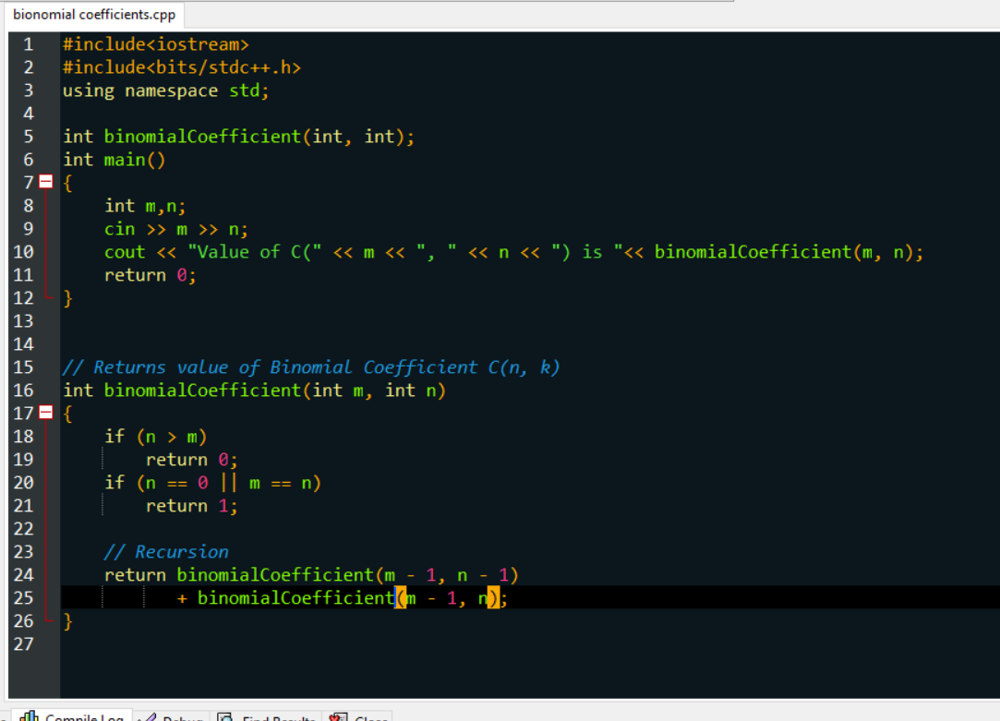 bionomial coefficients.cpp
1 #include<iostream>
2 #include<bits/stdc++.h>
3 using namespace std;
4
5 int binomialCoefficient(int, int);
6 int main()
7 {
8 int m,n;
9 cin >> m >> n;
10 cout << "Value of C(" << m << ", " << n << ") is "<< binomialCoefficient(m, n);
11 return 0;
12 }
13
14
15 // Returns value of Binomial Coefficient C(n, k)
16 int binomialCoefficient(int m, int n)
17 {
18 if (n > m)
19 return 0;
20 if (n == 0 || m == n)
21 return 1;
22
23 // Recursion
24 return binomialCoefficient(m - 1, n - 1)
25 + binomialCoefficient(m - 1, n);
26 }
27
Compile Log Debug Find Results Close